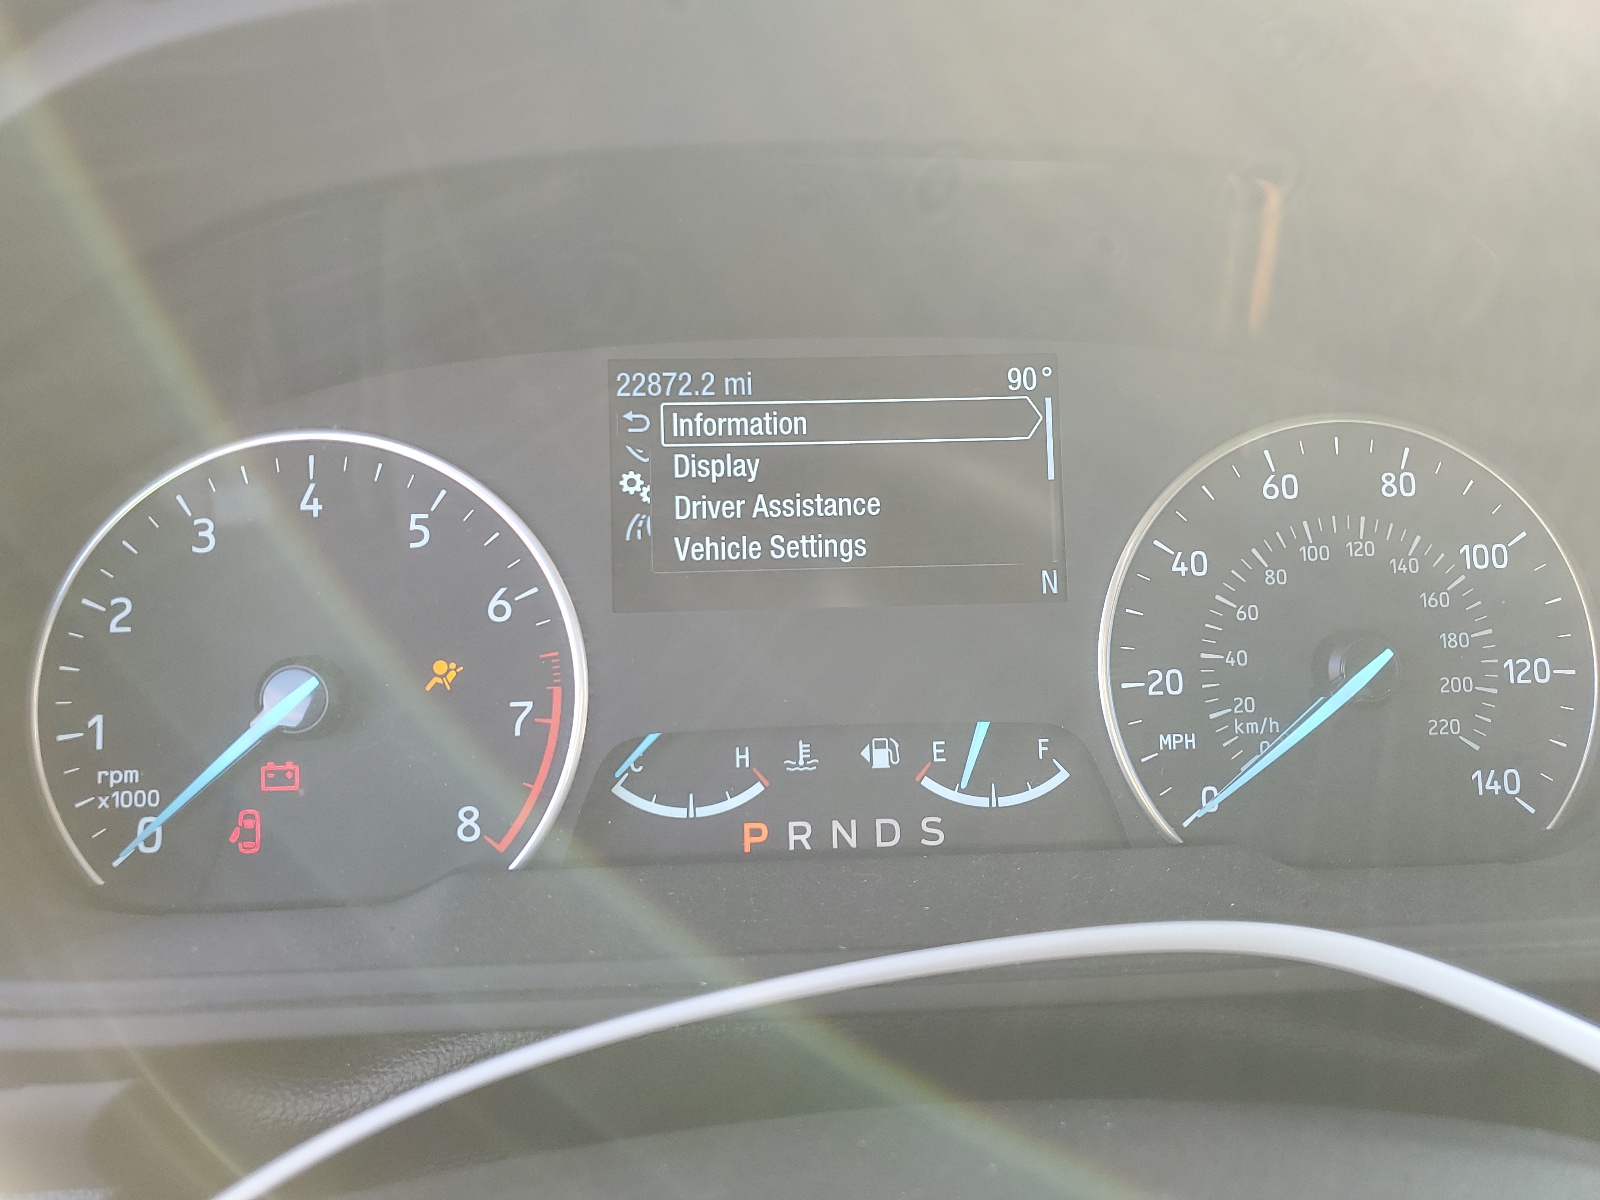 22872.2 mi 90°
Information
Display
Driver Assistance
Vehicle Settings
N
0 1 2 3 4 5 6 7 8
rpm
x1000
C H
E F
P R N D S
0 20 40 60 80 100 120 140
MPH
0 20 40 60 80 100 120 140 160 180 200 220
km/h